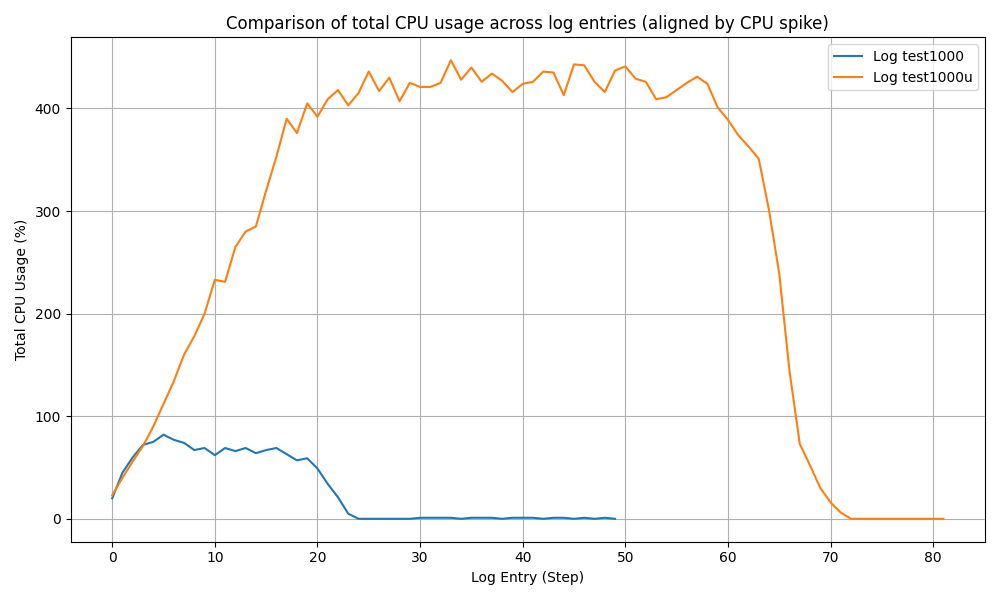 Comparison of total CPU usage across log entries (aligned by CPU spike)
Log test1000
Log test1000u
400
300
200
100
0
Total CPU Usage (%)
0 10 20 30 40 50 60 70 80
Log Entry (Step)